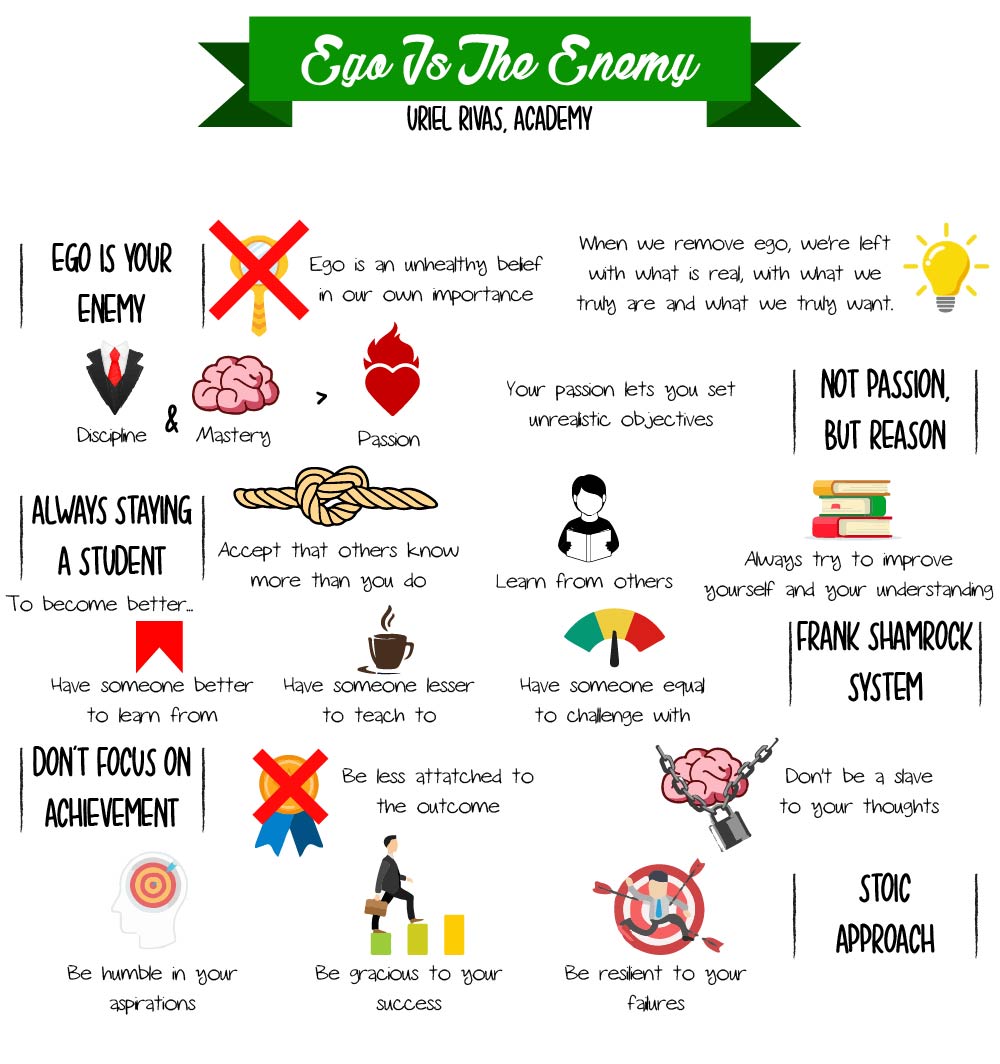 Ego Is The Enemy
URIEL RIVAS, ACADEMY
EGO IS YOUR
ENEMY
Ego is an unhealthy belief
in our own importance
When we remove ego, we're left
with what is real, with what we
truly are and what we truly want.
Discipline
&
Mastery
>
Passion
Your passion lets you set
unrealistic objectives
NOT PASSION,
BUT REASON
ALWAYS STAYING
A STUDENT
To become better...
Accept that others know
more than you do
Learn from others
Always try to improve
yourself and your understanding
Have someone better
to learn from
Have someone lesser
to teach to
Have someone equal
to challenge with
FRANK SHAMROCK
SYSTEM
DON'T FOCUS ON
ACHIEVEMENT
Be less attatched to
the outcome
Don't be a slave
to your thoughts
Be humble in your
aspirations
Be gracious to your
success
Be resilient to your
failures
STOIC
APPROACH